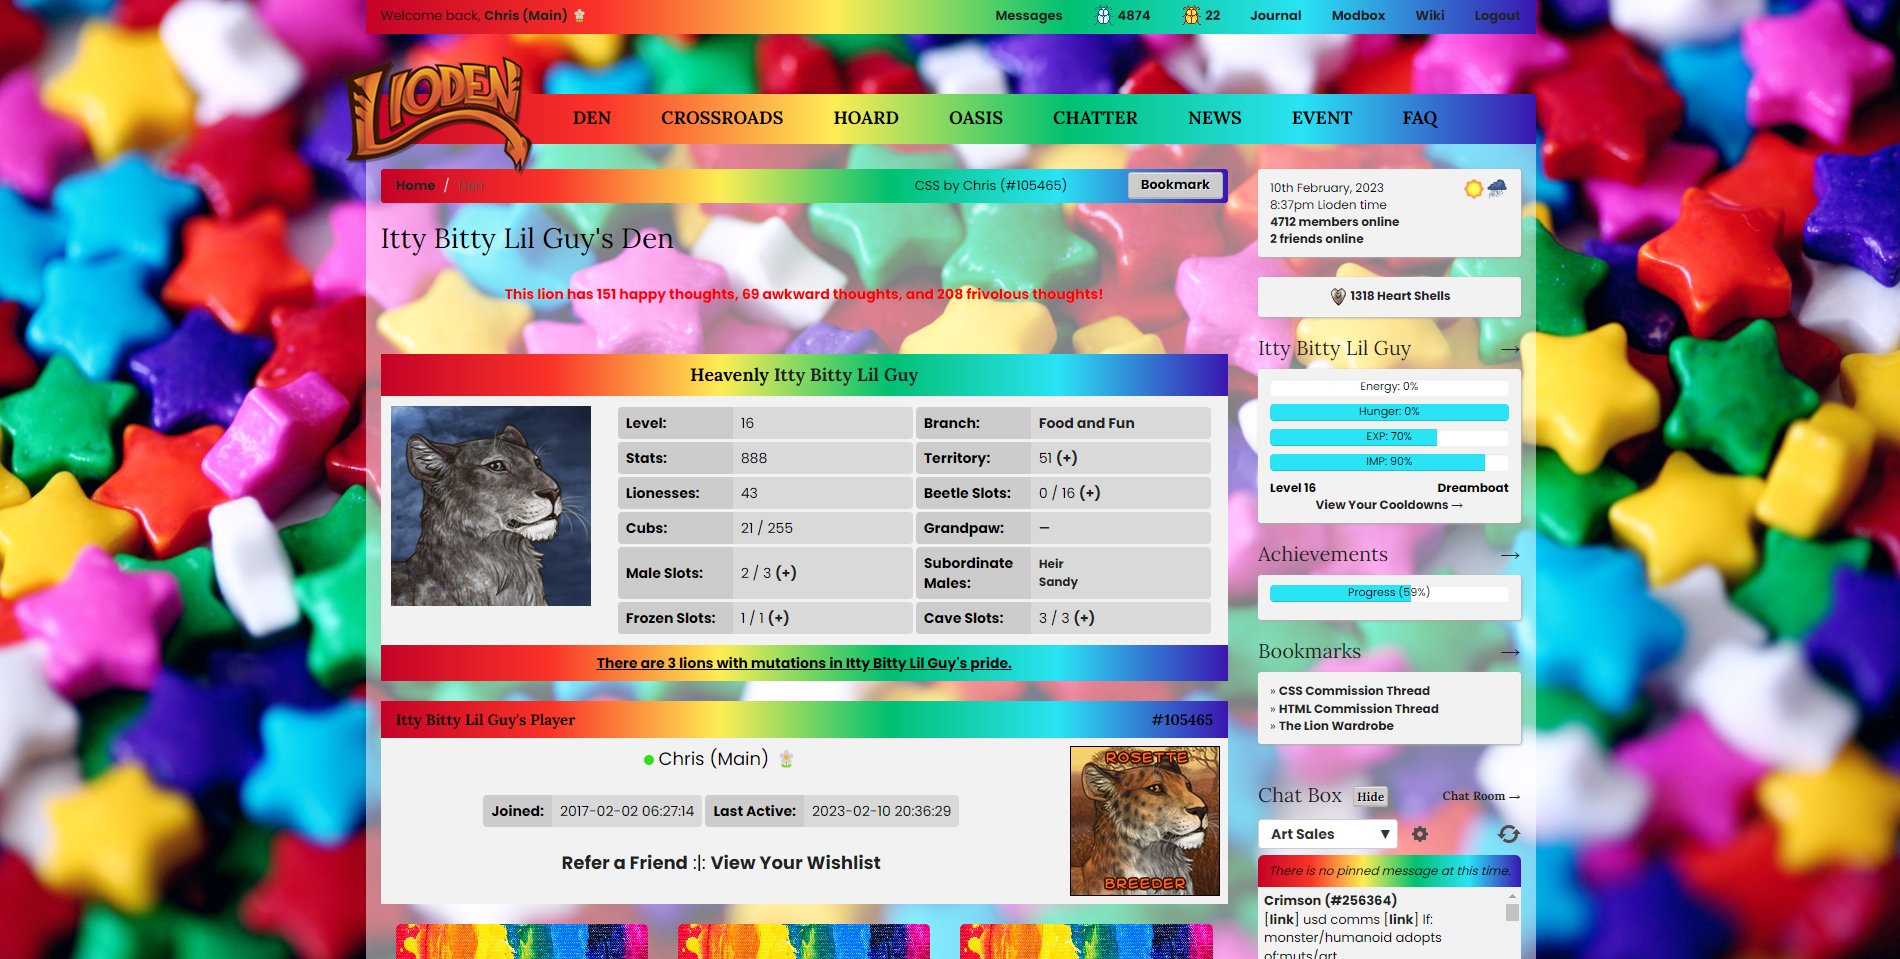 Welcome back, Chris (Main)
Messages 4874 22 Journal Modbox Wiki Logout
LIODEN
DEN CROSSROADS HOARD OASIS CHATTER NEWS EVENT FAQ
Home / Den CSS by Chris (#105465) Bookmark
Itty Bitty Lil Guy's Den
This lion has 151 happy thoughts, 69 awkward thoughts, and 208 frivolous thoughts!
Heavenly Itty Bitty Lil Guy
Level: 16 Branch: Food and Fun
Stats: 888 Territory: 51 (+)
Lionesses: 43 Beetle Slots: 0 / 16 (+)
Cubs: 21 / 255 Grandpaw: —
Male Slots: 2 / 3 (+) Subordinate Males: Heir
Sandy
Frozen Slots: 1 / 1 (+) Cave Slots: 3 / 3 (+)
There are 3 lions with mutations in Itty Bitty Lil Guy's pride.
Itty Bitty Lil Guy's Player #105465
Chris (Main)
Joined: 2017-02-02 06:27:14 Last Active: 2023-02-10 20:36:29
Refer a Friend :|: View Your Wishlist
ROSETTE
BREEDER
10th February, 2023
8:37pm Lioden time
4712 members online
2 friends online
1318 Heart Shells
Itty Bitty Lil Guy →
Energy: 0%
Hunger: 0%
EXP: 70%
IMP: 90%
Level 16 Dreamboat
View Your Cooldowns →
Achievements →
Progress (59%)
Bookmarks →
» CSS Commission Thread
» HTML Commission Thread
» The Lion Wardrobe
Chat Box Hide Chat Room →
Art Sales ▼
There is no pinned message at this time.
Crimson (#256364)
[link] usd comms [link] If:
monster/humanoid adopts
of:muts/art